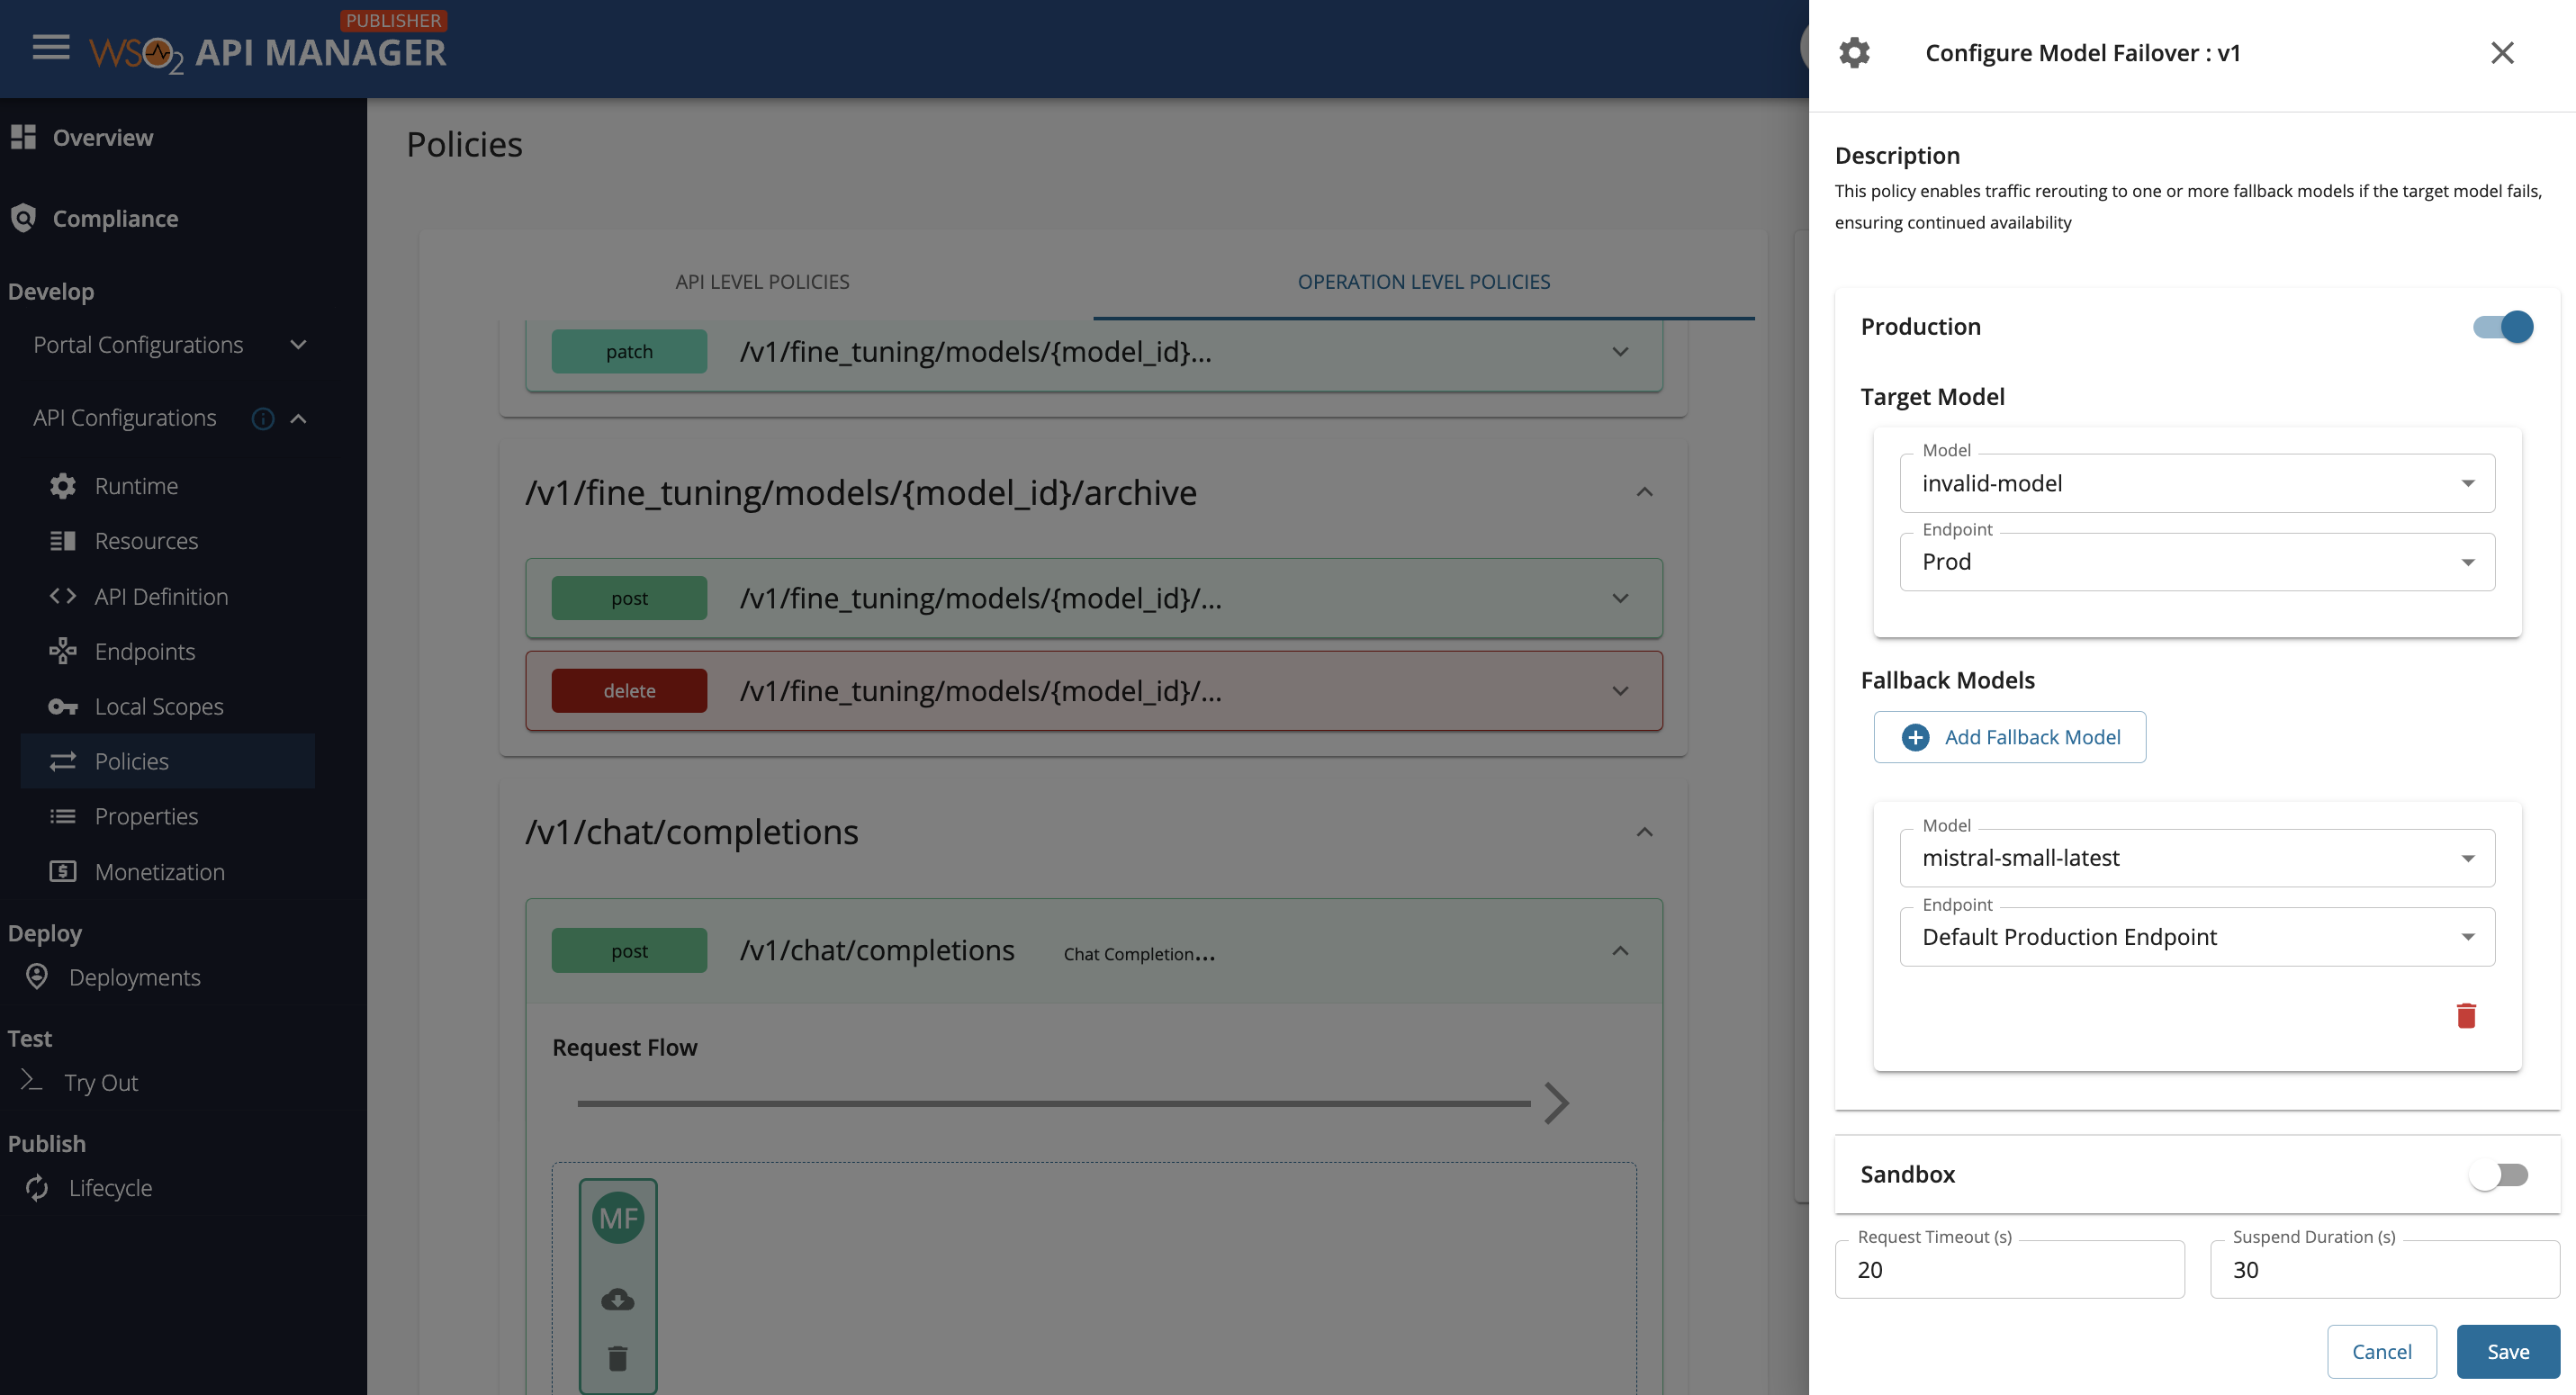 PUBLISHER
WSO2 API MANAGER
Overview
Compliance
Develop
Portal Configurations
API Configurations
Runtime
Resources
API Definition
Endpoints
Local Scopes
Policies
Properties
Monetization
Deploy
Deployments
Test
Try Out
Publish
Lifecycle
Policies
API LEVEL POLICIES
OPERATION LEVEL POLICIES
patch /v1/fine_tuning/models/{model_id}...
/v1/fine_tuning/models/{model_id}/archive
post /v1/fine_tuning/models/{model_id}/...
delete /v1/fine_tuning/models/{model_id}/...
/v1/chat/completions
post /v1/chat/completions Chat Completion...
Request Flow
MF
Configure Model Failover : v1
Description
This policy enables traffic rerouting to one or more fallback models if the target model fails,
ensuring continued availability
Production
Target Model
Model
invalid-model
Endpoint
Prod
Fallback Models
Add Fallback Model
Model
mistral-small-latest
Endpoint
Default Production Endpoint
Sandbox
Request Timeout (s)
20
Suspend Duration (s)
30
Cancel
Save